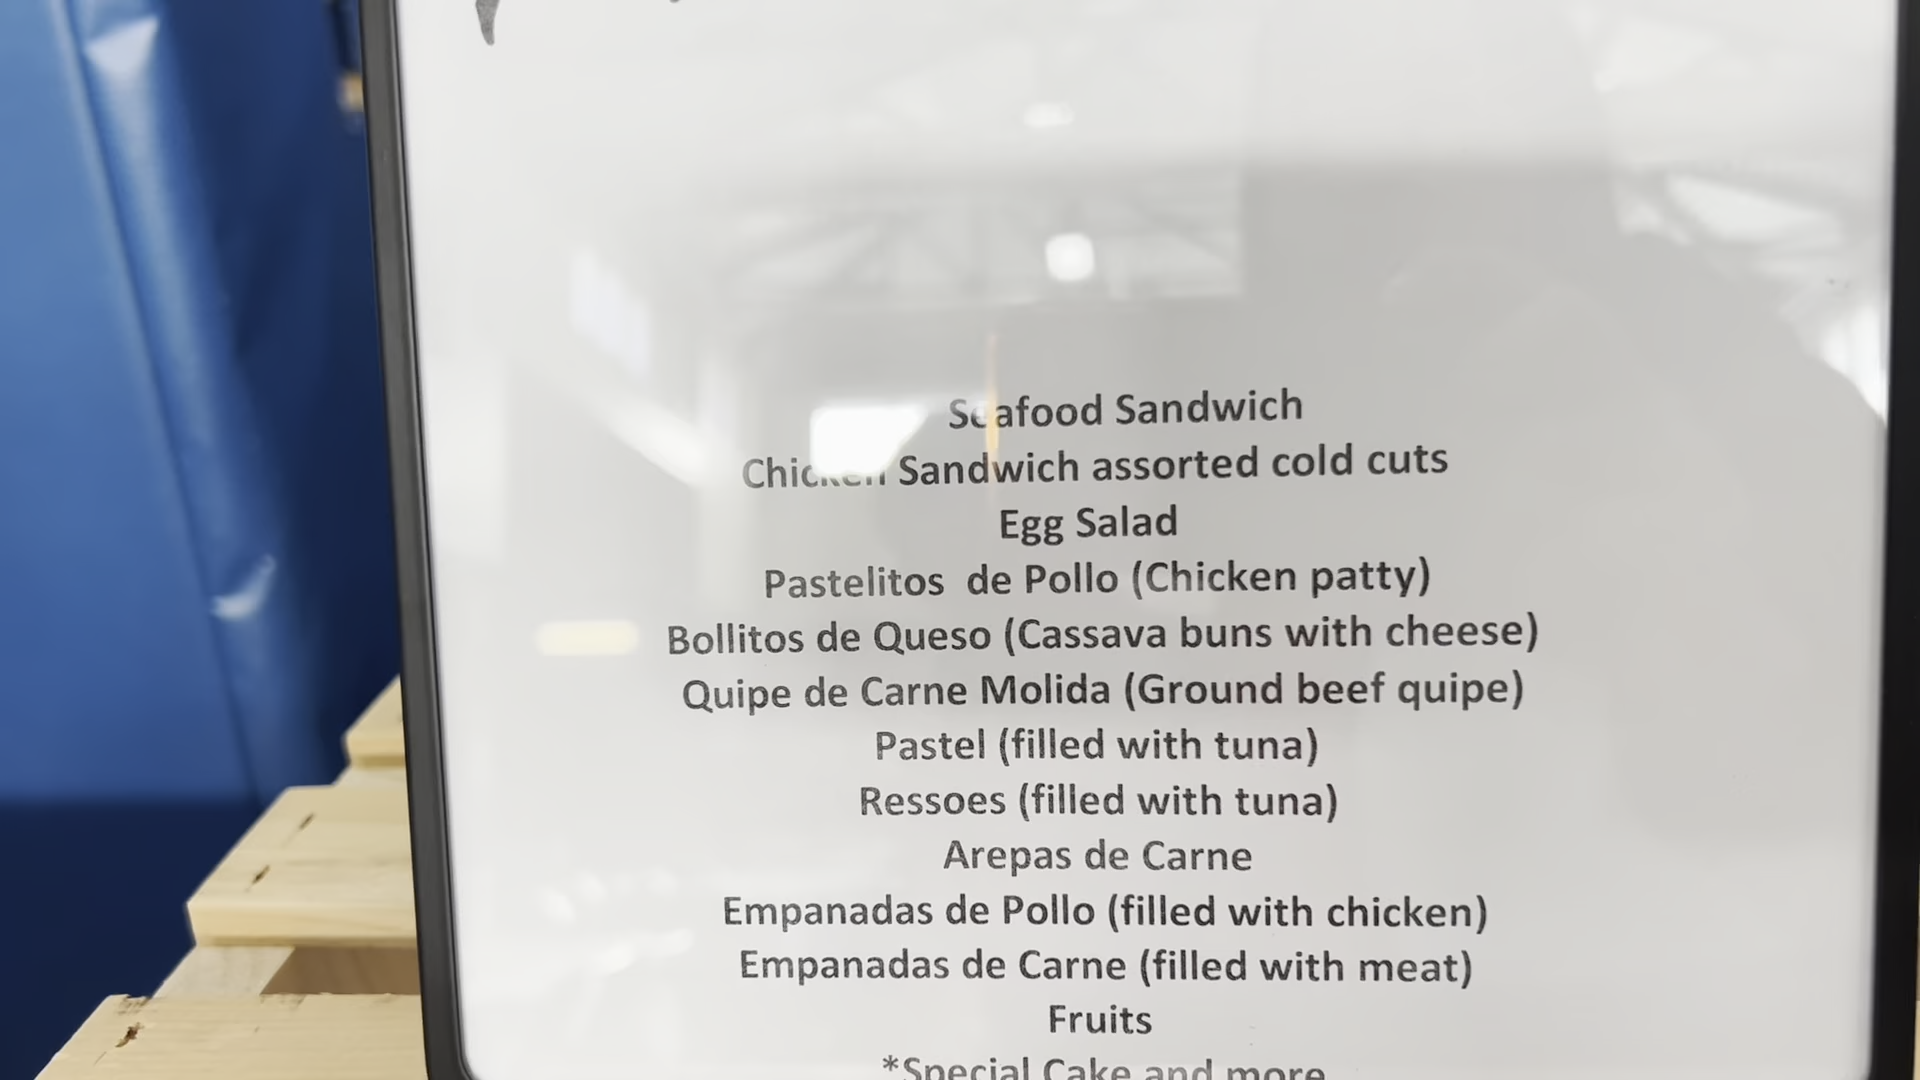 Seafood Sandwich
Chicken Sandwich assorted cold cuts
Egg Salad
Pastelitos de Pollo (Chicken patty)
Bollitos de Queso (Cassava buns with cheese)
Quipe de Carne Molida (Ground beef quipe)
Pastel (filled with tuna)
Ressoes (filled with tuna)
Arepas de Carne
Empanadas de Pollo (filled with chicken)
Empanadas de Carne (filled with meat)
Fruits
*Special Cake and more